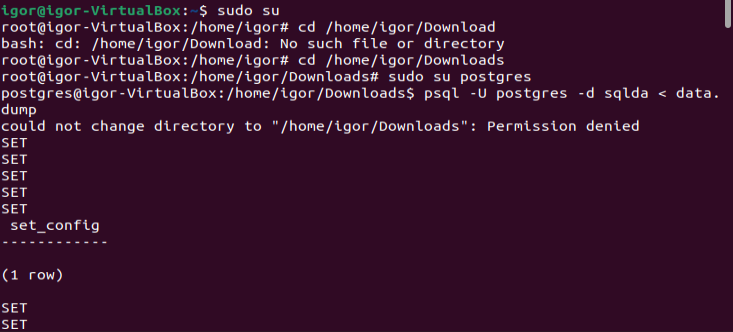 igor@igor-VirtualBox:~$ sudo su
root@igor-VirtualBox:/home/igor# cd /home/igor/Download
bash: cd: /home/igor/Download: No such file or directory
root@igor-VirtualBox:/home/igor# cd /home/igor/Downloads
root@igor-VirtualBox:/home/igor/Downloads# sudo su postgres
postgres@igor-VirtualBox:/home/igor/Downloads$ psql -U postgres -d sqlda < data.
dump
could not change directory to "/home/igor/Downloads": Permission denied
SET
SET
SET
SET
SET
 set_config
------------

(1 row)

SET
SET